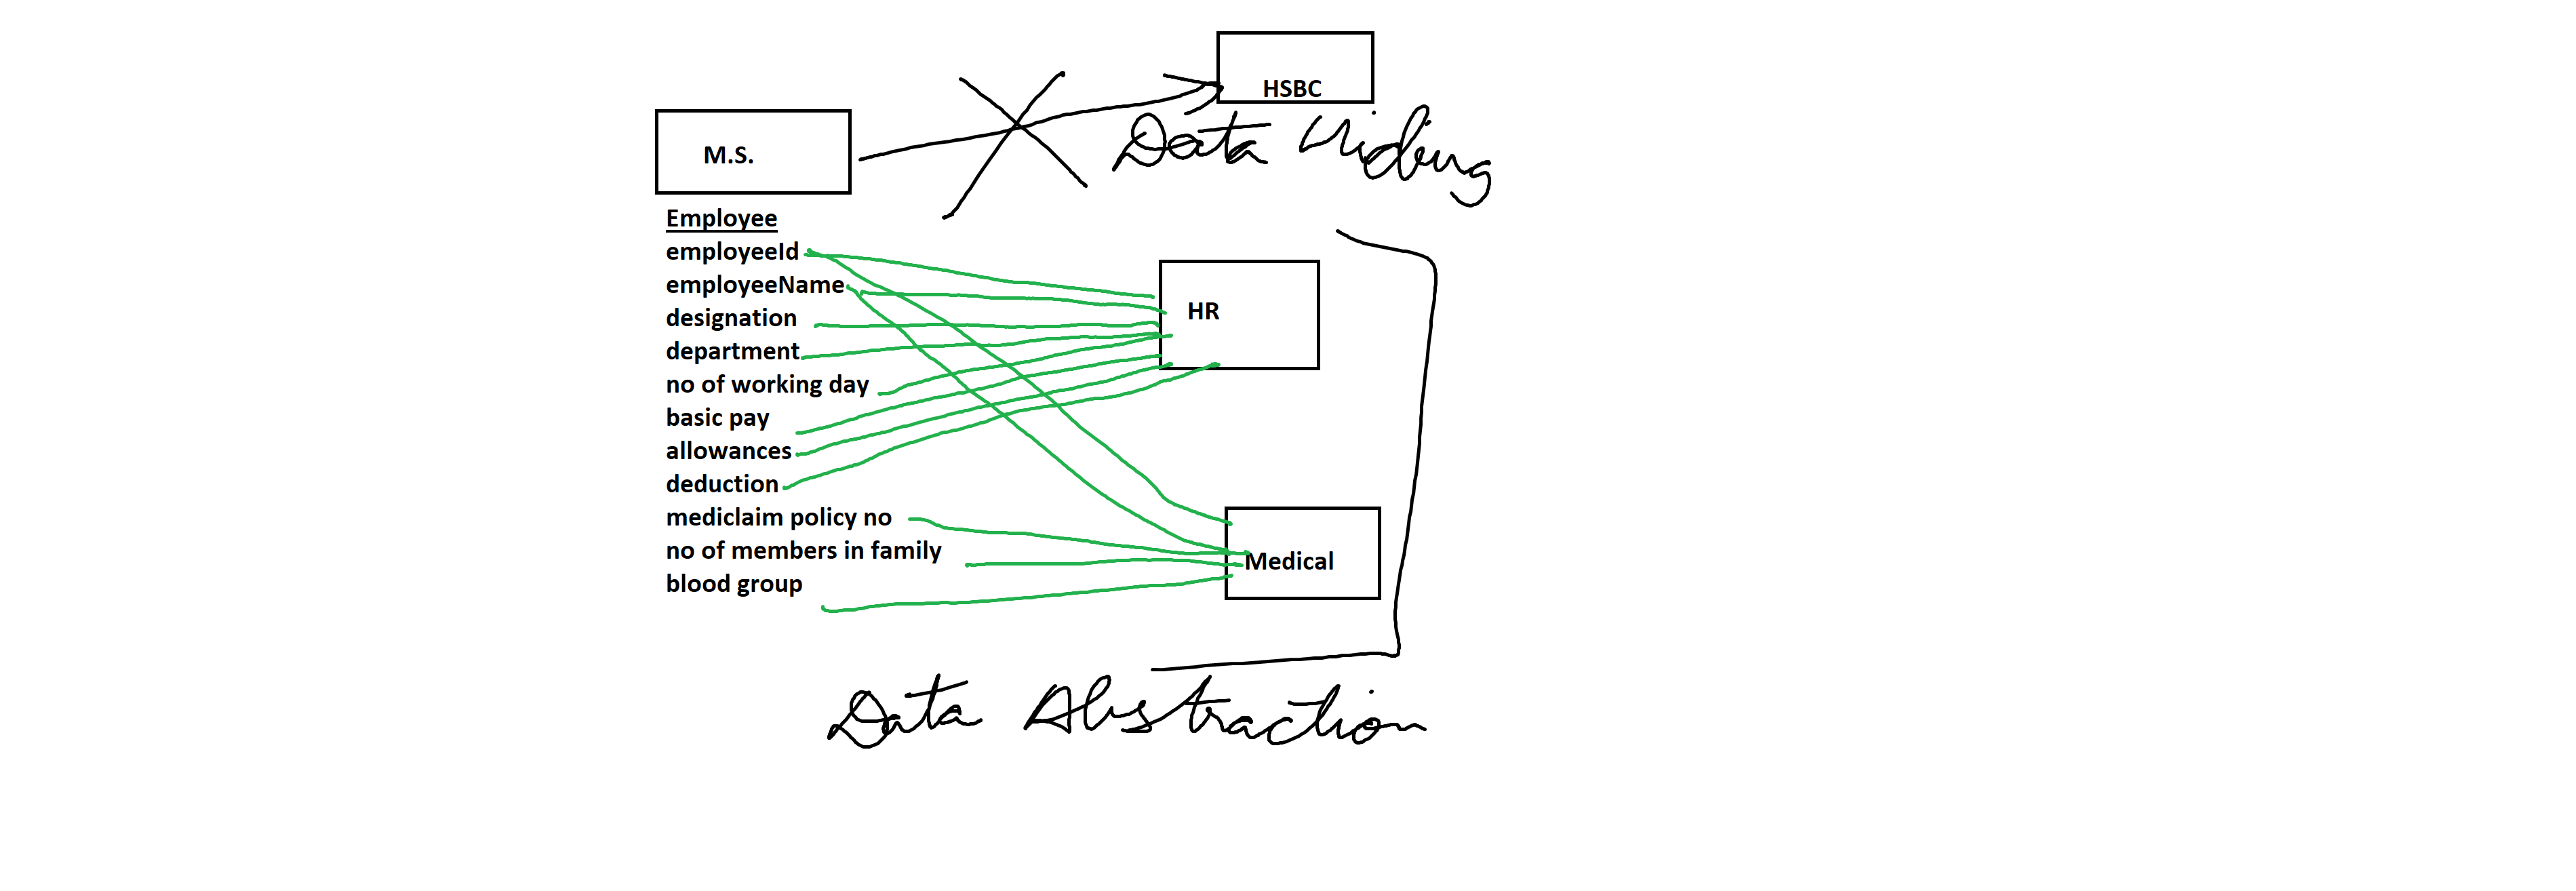 HSBC
Data Hiding
M.S.
Employee
employeeId
employeeName
designation
department
no of working day
basic pay
allowances
deduction
mediclaim policy no
no of members in family
blood group
HR
Medical
Data Abstraction